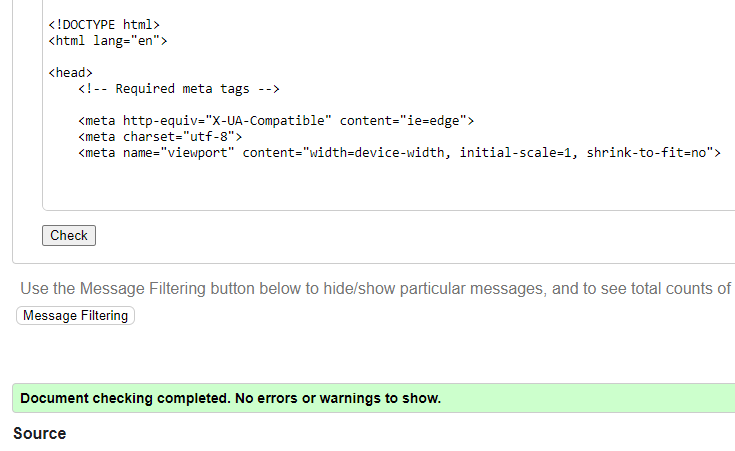 <!DOCTYPE html>
<html lang="en">
<head>
<!-- Required meta tags -->
<meta http-equiv="X-UA-Compatible" content="ie=edge">
<meta charset="utf-8">
<meta name="viewport" content="width=device-width, initial-scale=1, shrink-to-fit=no">
Check
Use the Message Filtering button below to hide/show particular messages, and to see total counts of
Message Filtering
Document checking completed. No errors or warnings to show.
Source